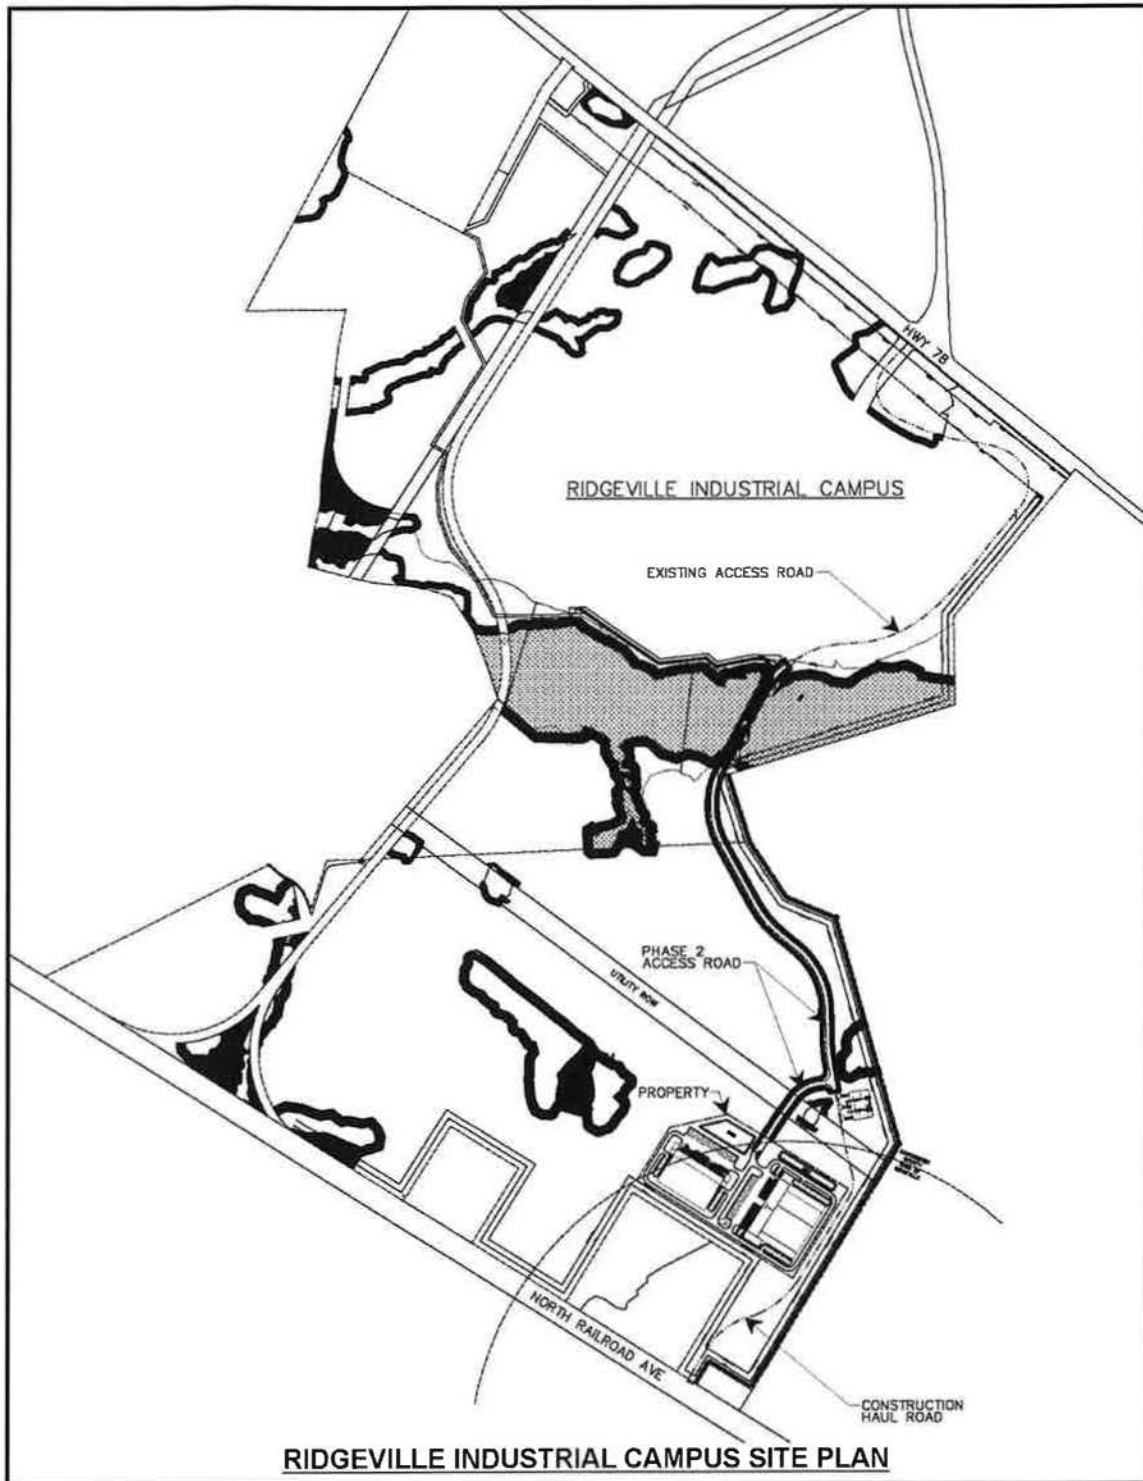 HWY 78
RIDGEVILLE INDUSTRIAL CAMPUS
EXISTING ACCESS ROAD
PHASE 2
ACCESS ROAD
UTILITY ROW
PROPERTY
NORTH RAILROAD AVE
CONSTRUCTION
HAUL ROAD
RIDGEVILLE INDUSTRIAL CAMPUS SITE PLAN